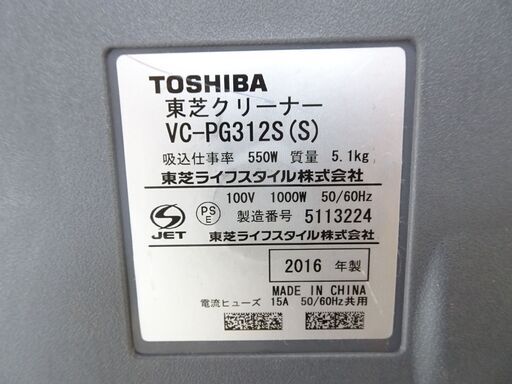 TOSHIBA
東芝クリーナー
VC-PG312S(S)
吸込仕事率 550W 質量 5.1kg
東芝ライフスタイル株式会社
100V 1000W 50/60Hz
PS
E
製造番号 5113224
JET
東芝ライフスタイル株式会社
2016 年製
MADE IN CHINA
電流ヒューズ 15A 50/60Hz共用